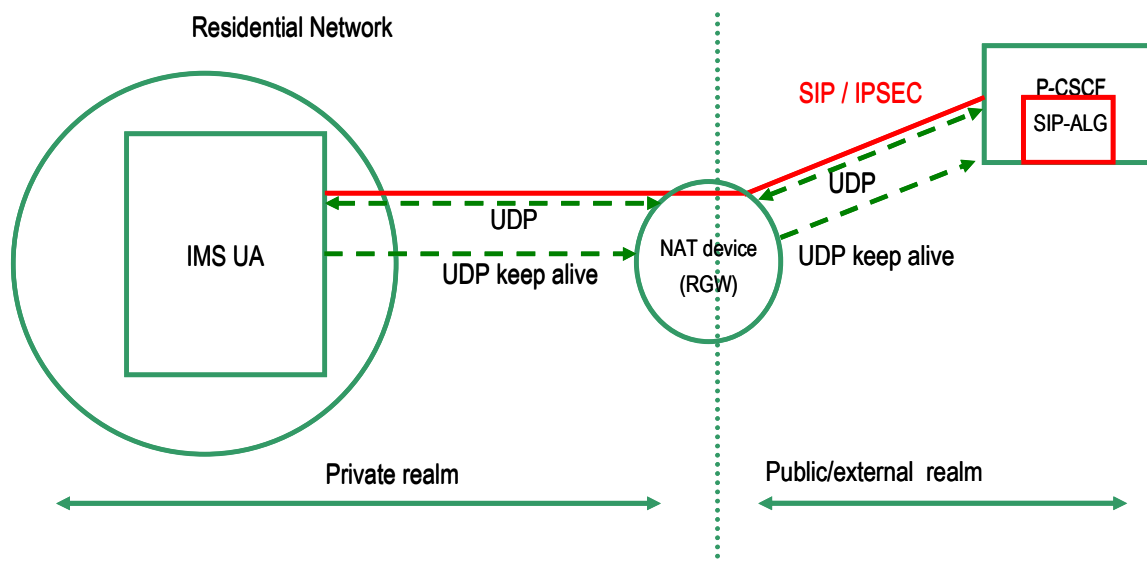 Residential Network
SIP / IPSEC
P-CSCF
SIP-ALG
UDP
UDP
IMS UA
NAT device
(RGW)
UDP keep alive
UDP keep alive
Private realm
Public/external realm